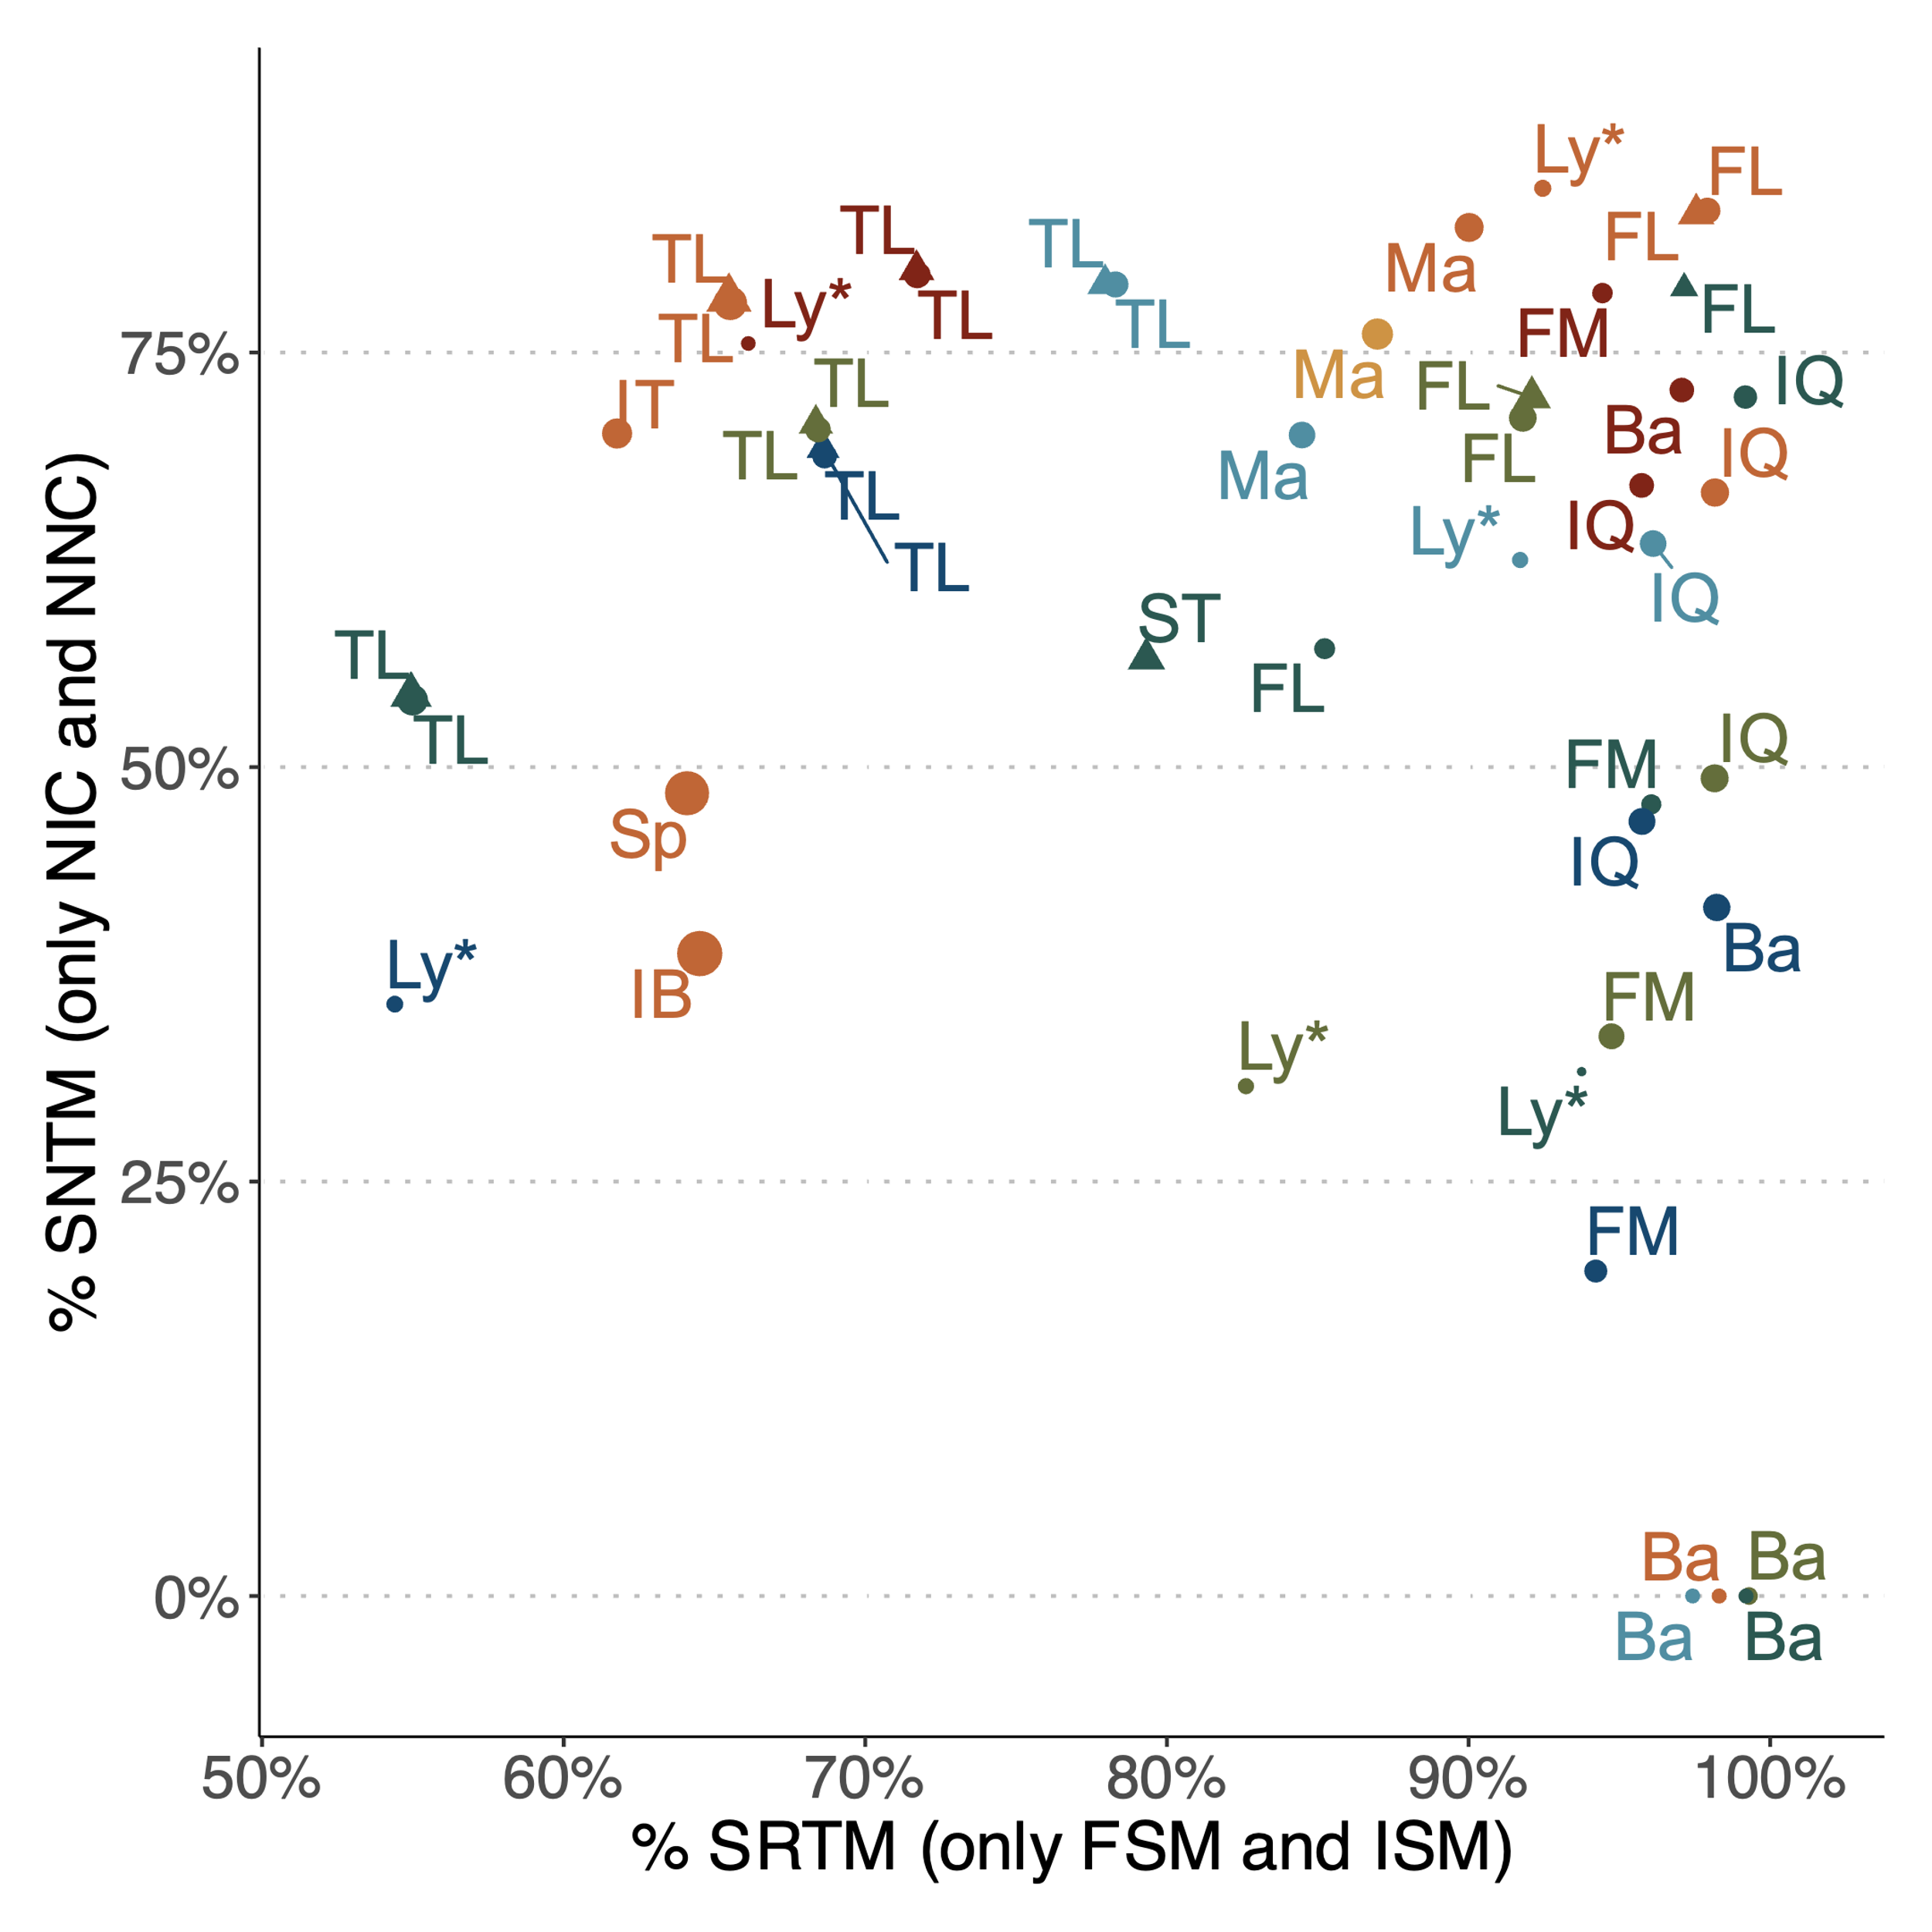 Ly*
FL
TL
TL
TL
FL
Ma
Ly*
FL
TL
TL
FM
TL
75%
Ma
IQ
TL
FL
IT
Ba
IQ
TL
FL
Ma
TL
Ly*
IQ
TL
IQ
ST
TL
FL
TL
IQ
50%
FM
Sp
IQ
Ly*
Ba
IB
FM
Ly*
Ly*
25%
FM
Ba
Ba
0%
Ba
Ba
50%
60%
70%
80%
90%
100%
% SRTM (only FSM and ISM)
% SNTM (only NIC and NNC)